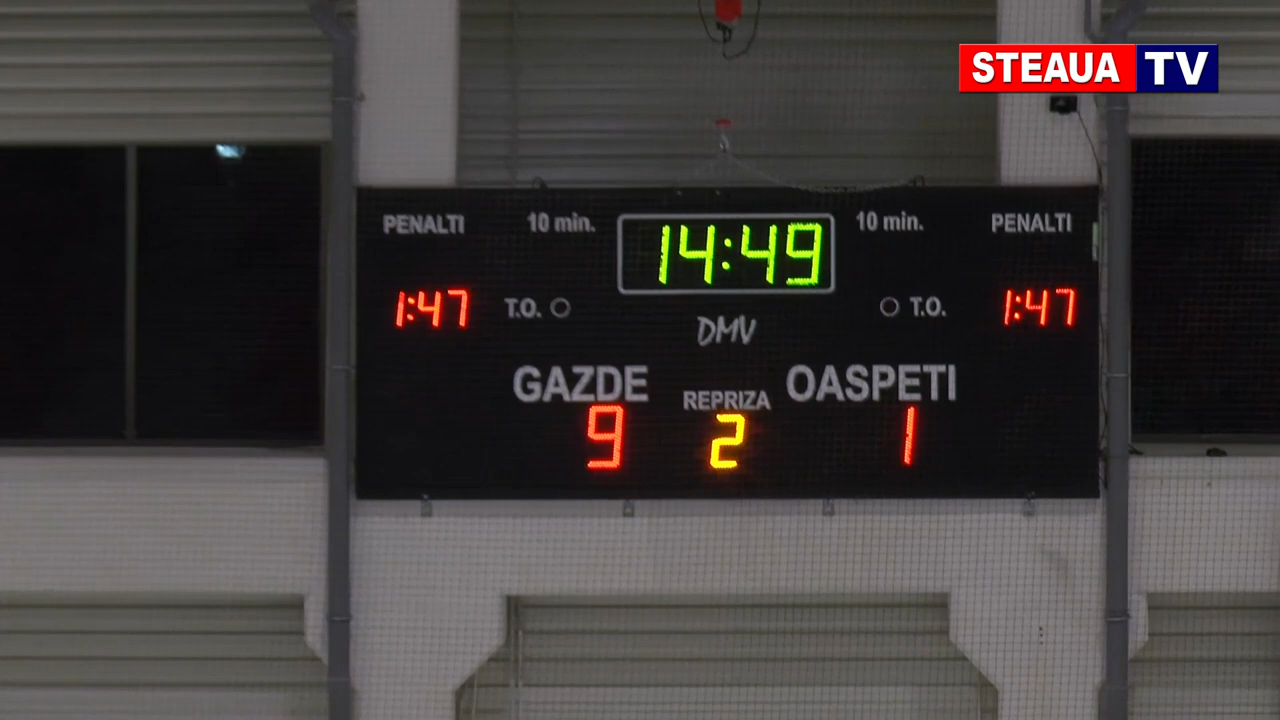 STEAUA TV
PENALTI 10 min. 14:49 10 min. PENALTI
1:47 T.O. T.O. 1:47
DMV
GAZDE REPRIZA OASPETI
9 2 1